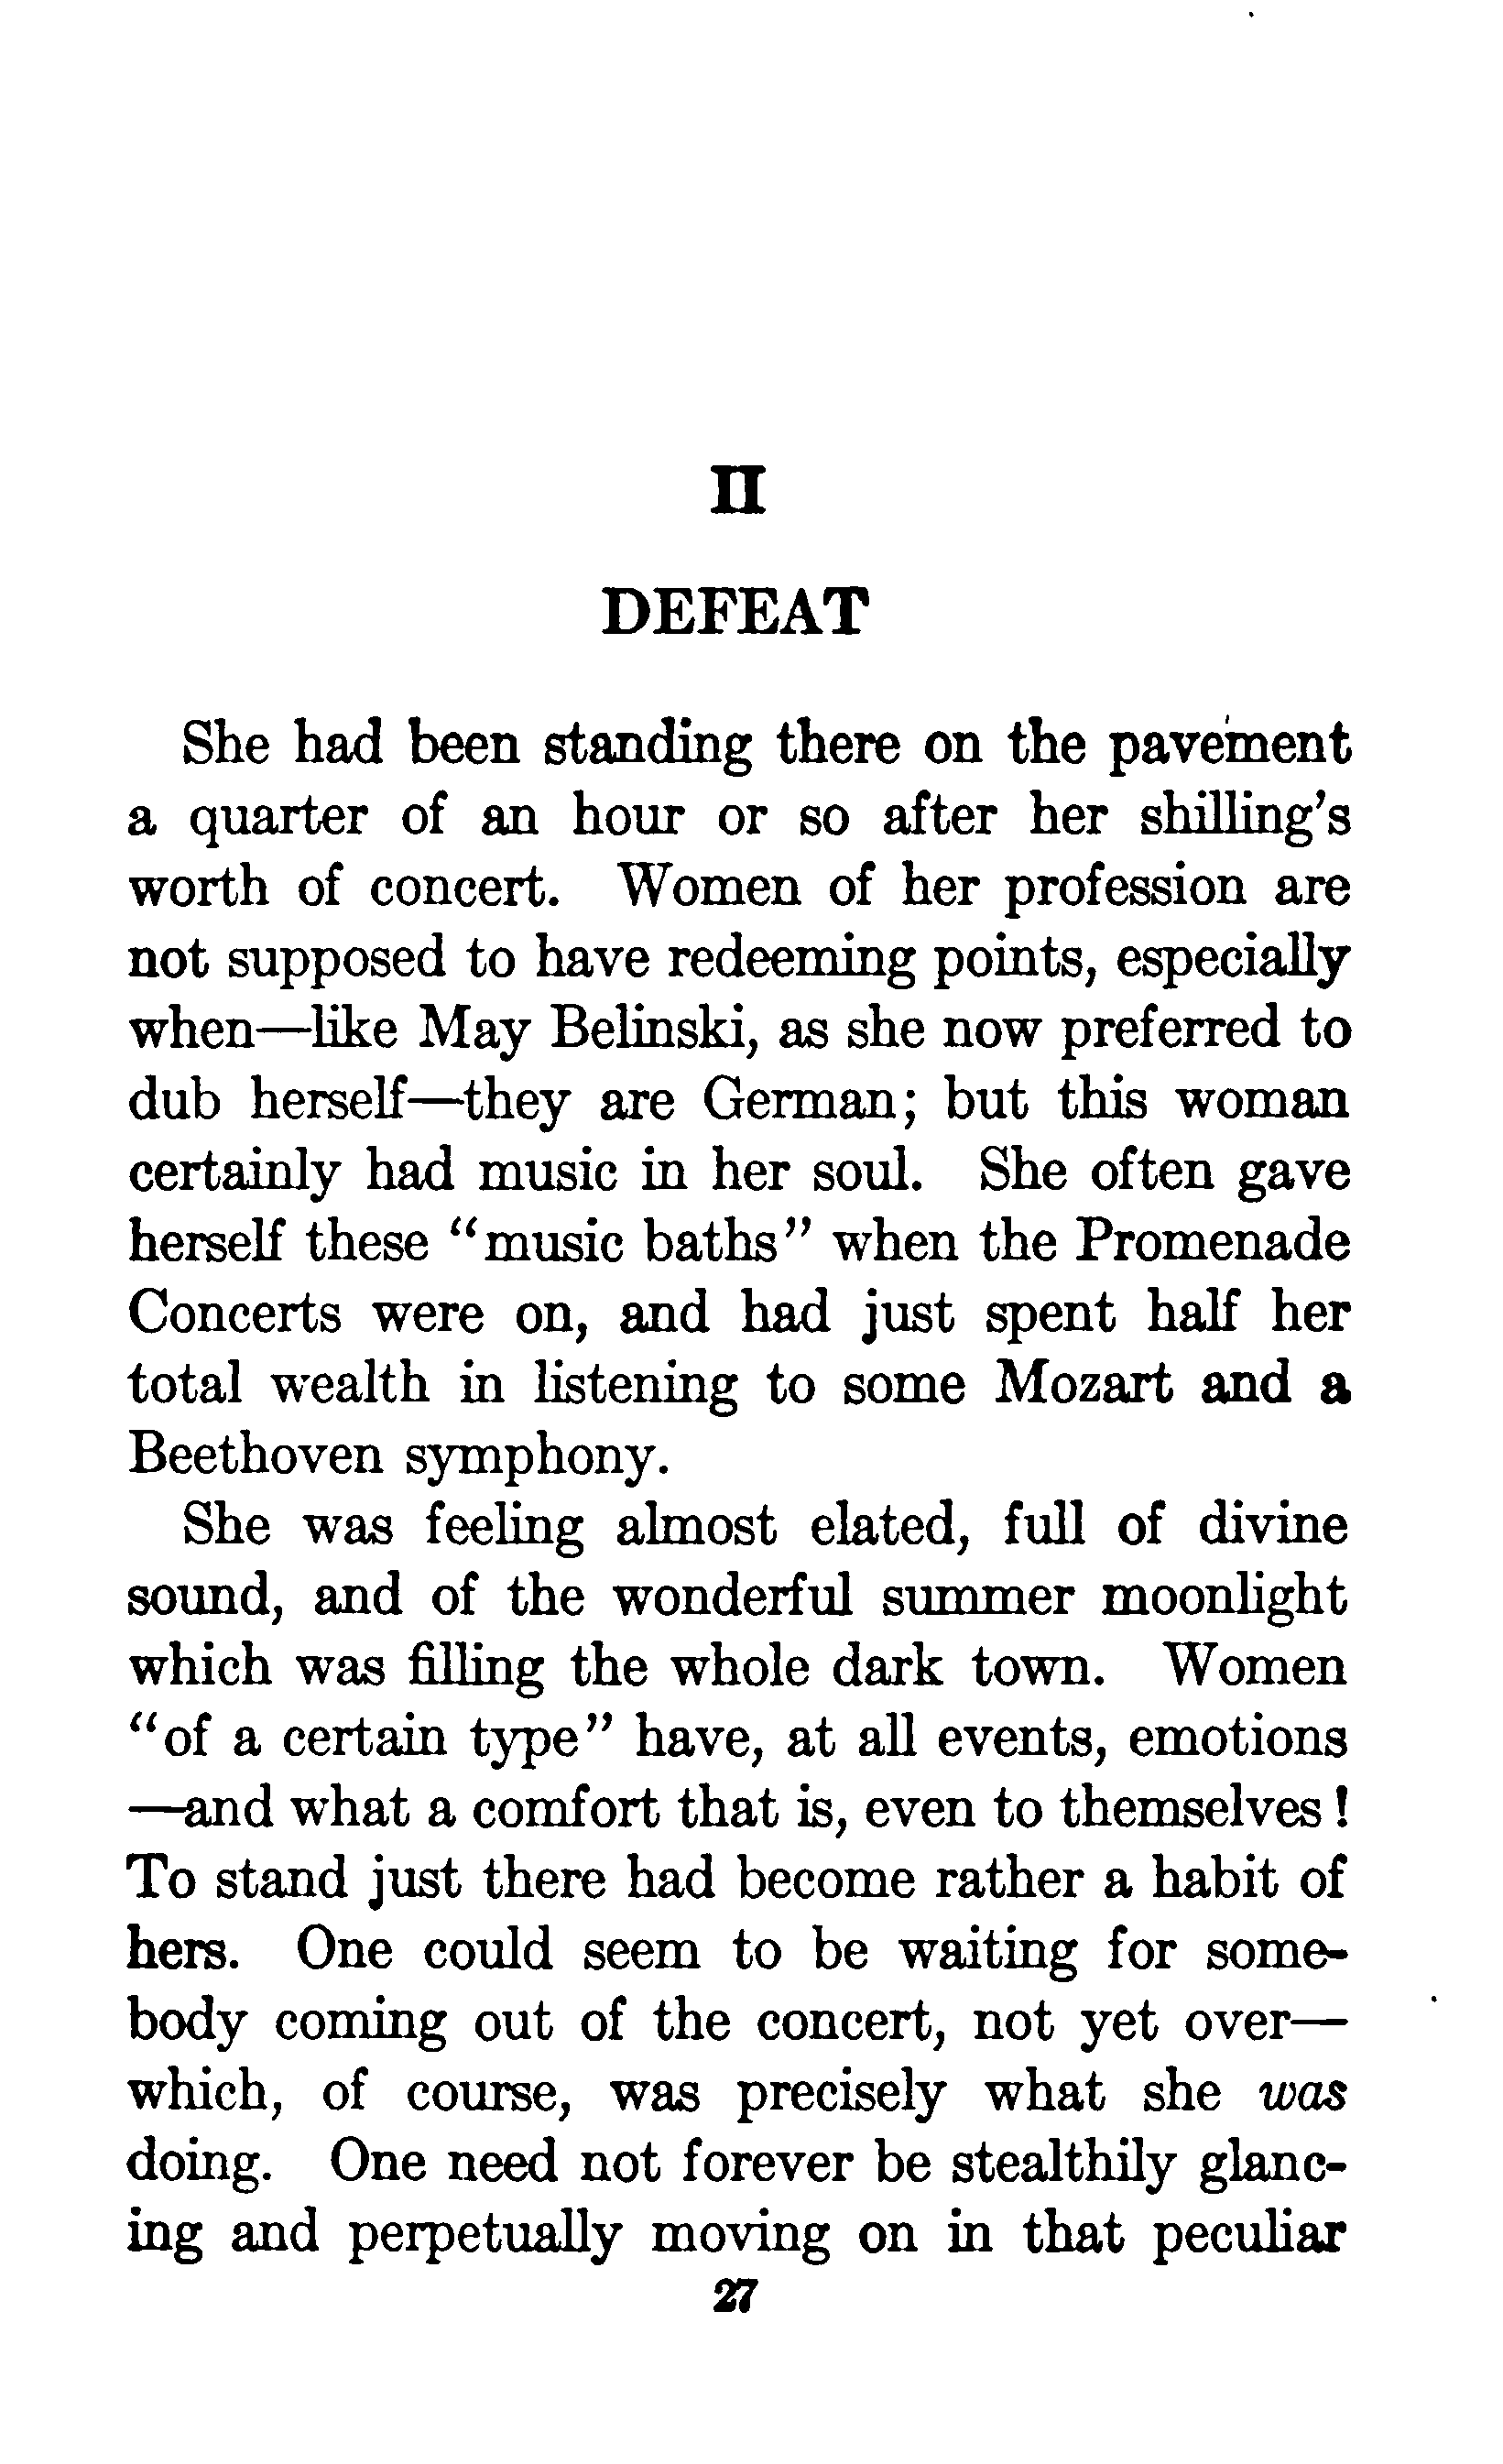 II
DEFEAT
She had been standing there on the pavement
a quarter of an hour or so after her shilling's
worth of concert. Women of her profession are
not supposed to have redeeming points, especially
when—like May Belinski, as she now preferred to
dub herself—they are German; but this woman
certainly had music in her soul. She often gave
herself these "music baths" when the Promenade
Concerts were on, and had just spent half her
total wealth in listening to some Mozart and a
Beethoven symphony.
She was feeling almost elated, full of divine
sound, and of the wonderful summer moonlight
which was filling the whole dark town. Women
"of a certain type" have, at all events, emotions
—and what a comfort that is, even to themselves!
To stand just there had become rather a habit of
hers. One could seem to be waiting for some-
body coming out of the concert, not yet over—
which, of course, was precisely what she was
doing. One need not forever be stealthily glanc-
ing and perpetually moving on in that peculiar
27